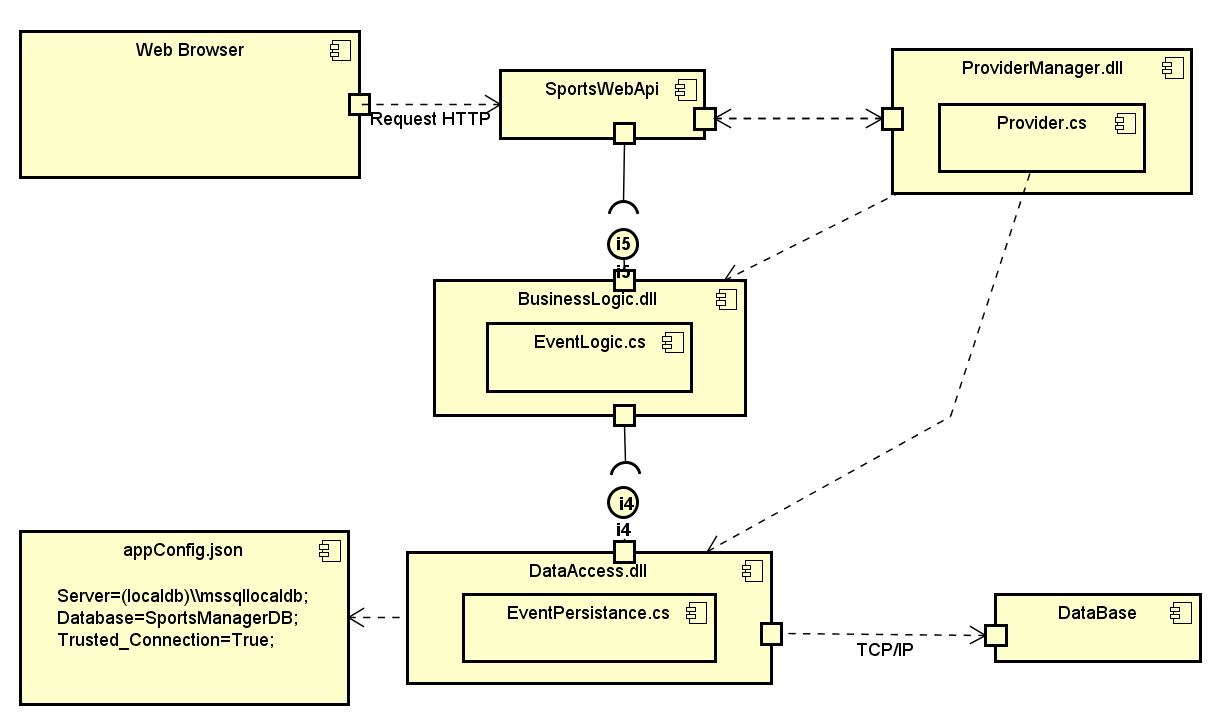 Web Browser
SportsWebApi
ProviderManager.dll
Provider.cs
Request HTTP
i5
i5
BusinessLogic.dll
EventLogic.cs
i4
i4
appConfig.json
Server=(localdb)\\mssqllocaldb;
Database=SportsManagerDB;
Trusted_Connection=True;
DataAccess.dll
EventPersistance.cs
TCP/IP
DataBase